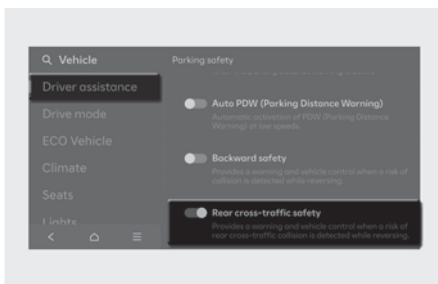 Vehicle
Parking safety
Driver assistance
Auto PDW (Parking Distance Warning)
Automatic activation of PDW (Parking Distance
Warning) at low speeds.
Drive mode
ECO Vehicle
Backward safety
Provides a warning and vehicle control when a risk of
collision is detected while reversing.
Climate
Seats
Rear cross-traffic safety
Provides a warning and vehicle control when a risk of
rear cross-traffic collision is detected while reversing.
Lights